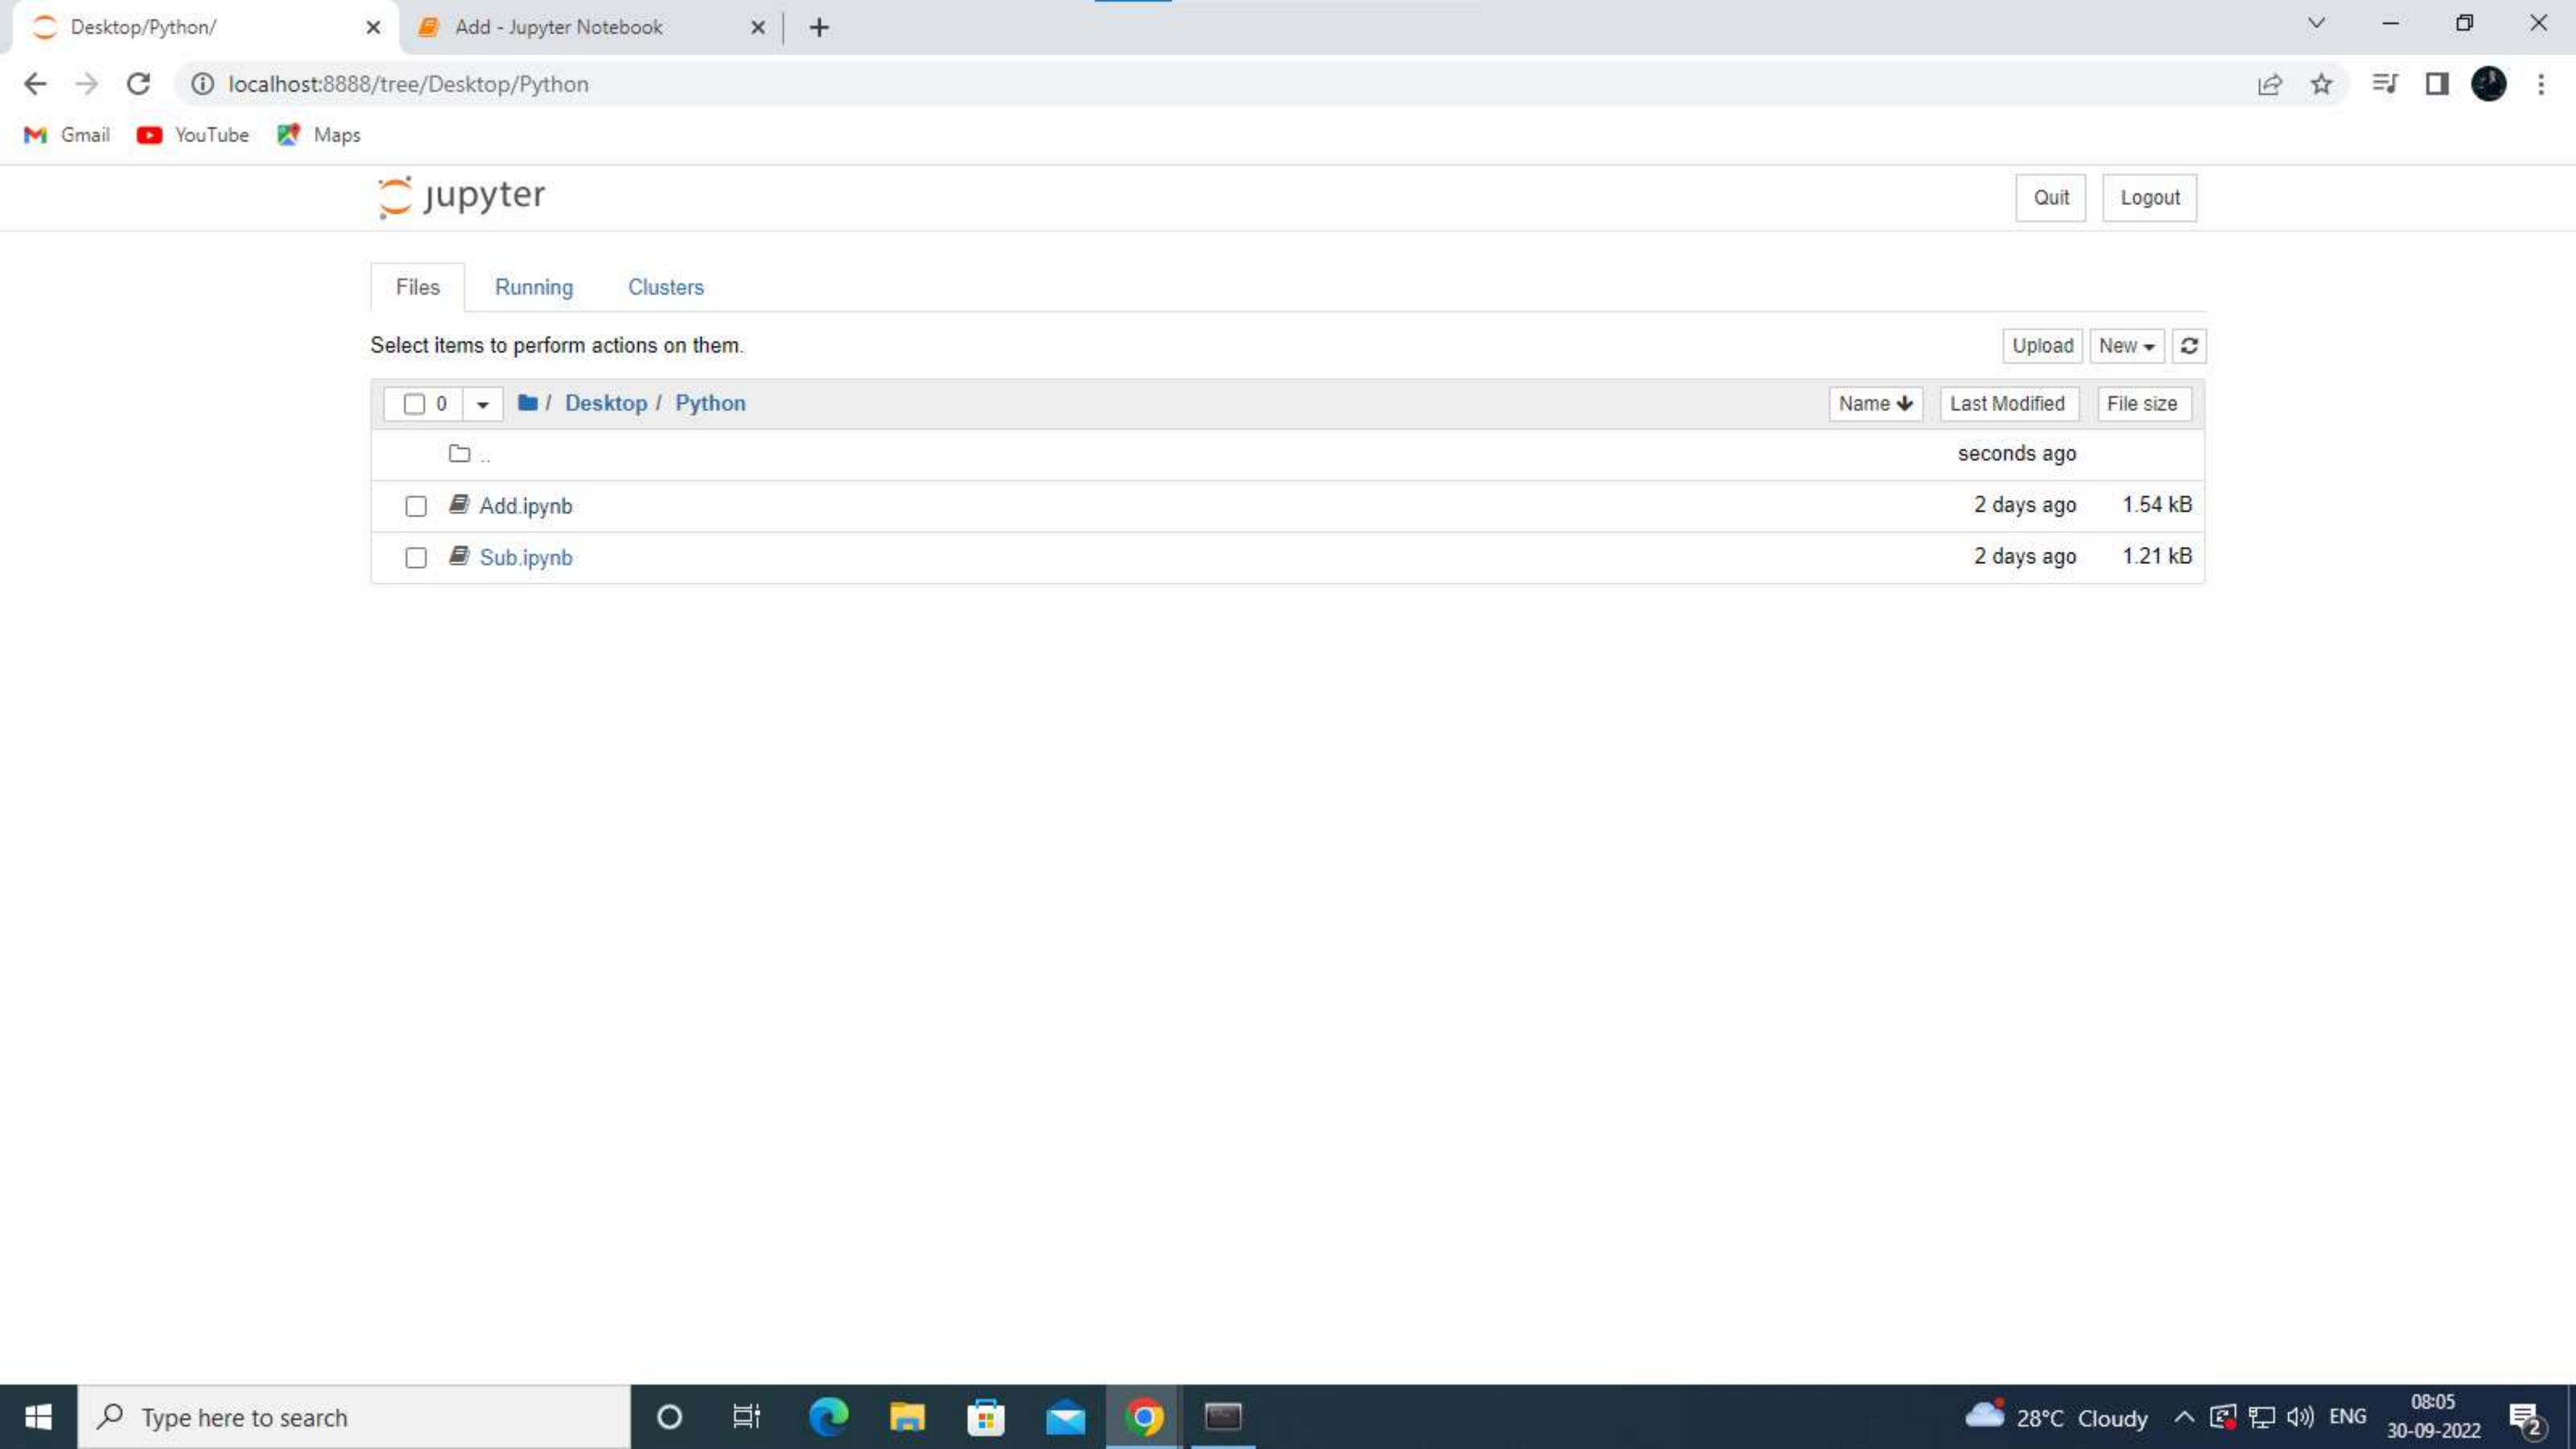 Desktop/Python/ Add - Jupyter Notebook
localhost:8888/tree/Desktop/Python
Gmail YouTube Maps
jupyter Quit Logout
Files Running Clusters
Select items to perform actions on them. Upload New
0 / Desktop / Python Name Last Modified File size
.. seconds ago
Add.ipynb 2 days ago 1.54 kB
Sub.ipynb 2 days ago 1.21 kB
Type here to search 28°C Cloudy ENG 08:05
30-09-2022 2